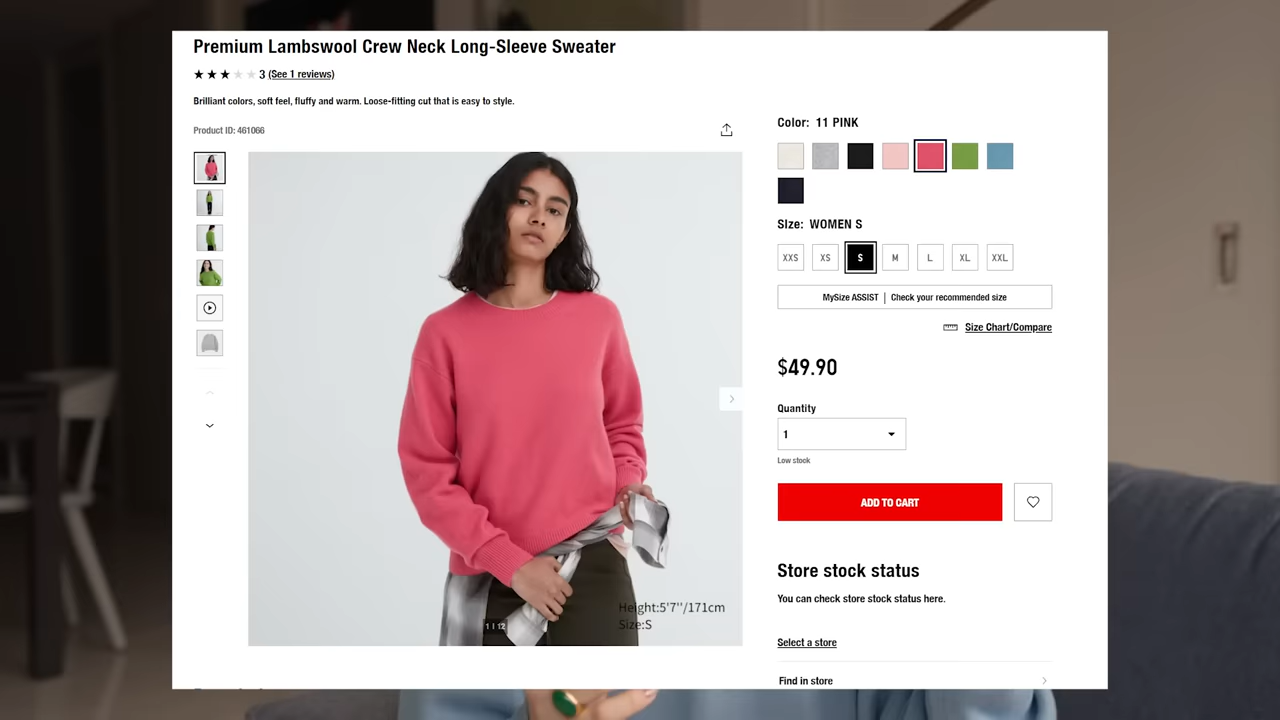 Premium Lambswool Crew Neck Long-Sleeve Sweater
3 (See 1 reviews)
Brilliant colors, soft feel, fluffy and warm. Loose-fitting cut that is easy to style.
Product ID: 461066
Height:5'7''/171cm
Size:S
1 | 12
Color: 11 PINK
Size: WOMEN S
XXS XS S M L XL XXL
MySize ASSIST | Check your recommended size
Size Chart/Compare
$49.90
Quantity
1
Low stock
ADD TO CART
Store stock status
You can check store stock status here.
Select a store
Find in store